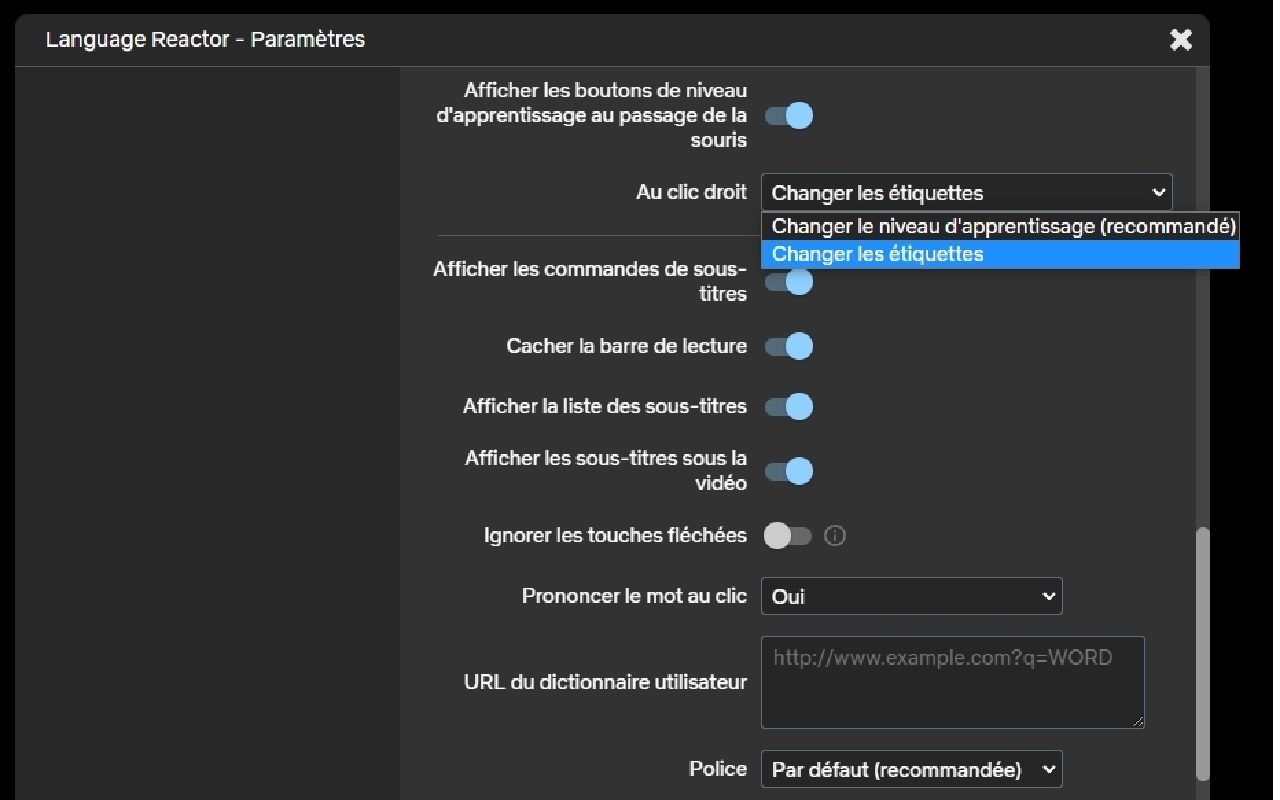 Language Reactor - Paramètres
Afficher les boutons de niveau
d'apprentissage au passage de la
souris
Au clic droit
Changer les étiquettes
Changer le niveau d'apprentissage (recommandé)
Changer les étiquettes
Afficher les commandes de sous-
titres
Cacher la barre de lecture
Afficher la liste des sous-titres
Afficher les sous-titres sous la
vidéo
Ignorer les touches fléchées
Prononcer le mot au clic
Oui
URL du dictionnaire utilisateur
http://www.example.com?q=WORD
Police
Par défaut (recommandée)